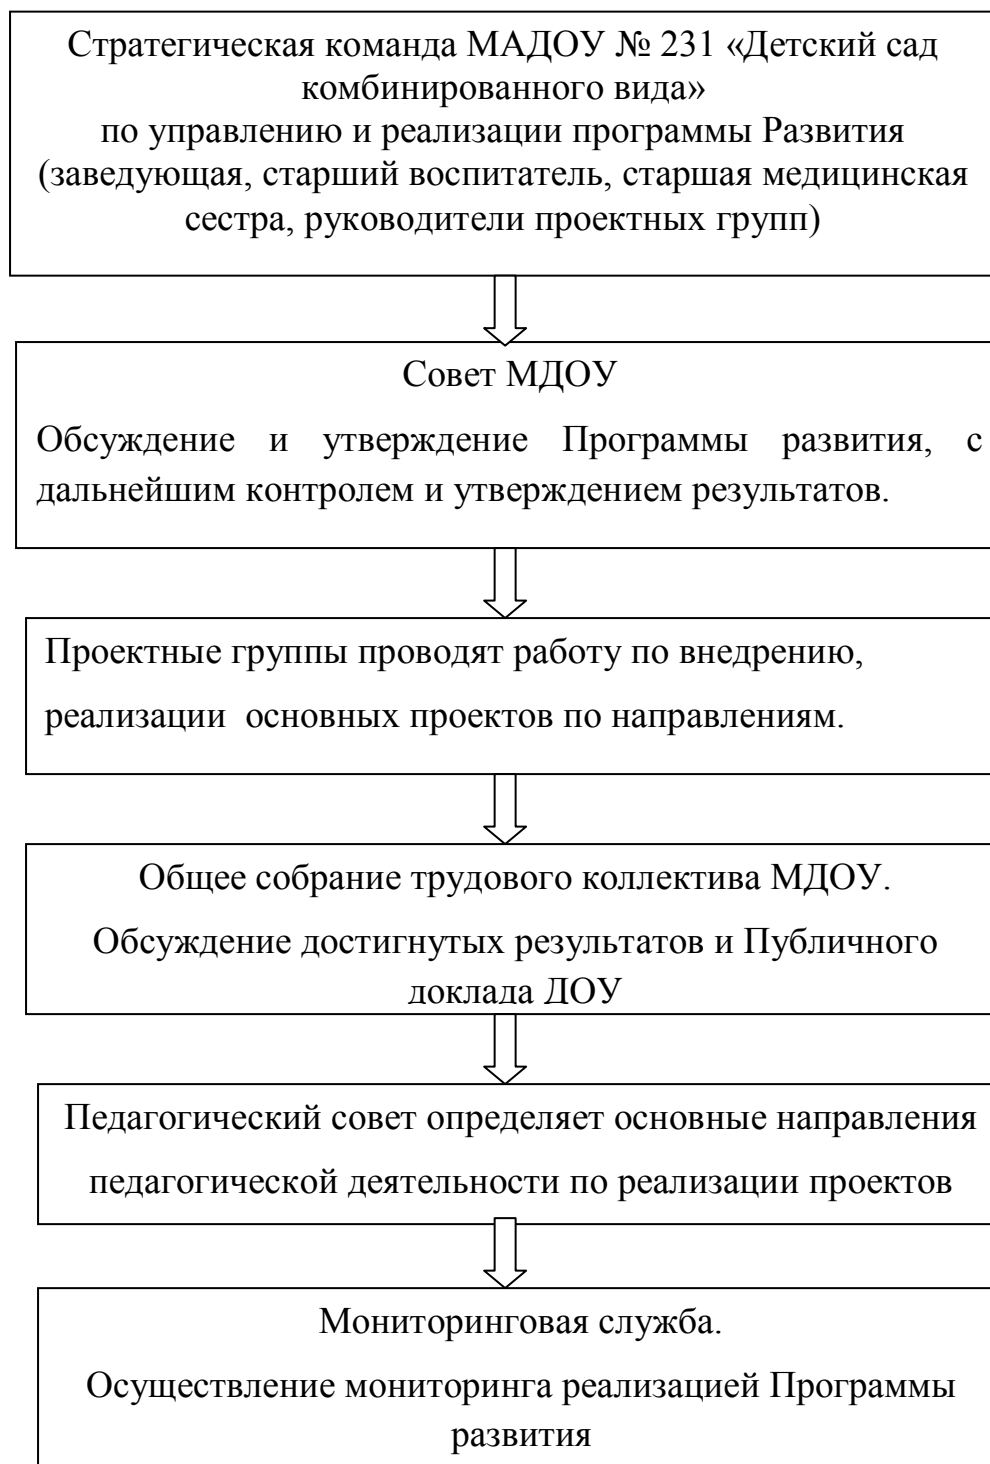 Стратегическая команда МАДОУ № 231 «Детский сад
комбинированного вида»
по управлению и реализации программы Развития
(заведующая, старший воспитатель, старшая медицинская
сестра, руководители проектных групп)
Совет МДОУ
Обсуждение и утверждение Программы развития, с
дальнейшим контролем и утверждением результатов.
Проектные группы проводят работу по внедрению,
реализации основных проектов по направлениям.
Общее собрание трудового коллектива МДОУ.
Обсуждение достигнутых результатов и Публичного
доклада ДОУ
Педагогический совет определяет основные направления
педагогической деятельности по реализации проектов
Мониторинговая служба.
Осуществление мониторинга реализацией Программы
развития